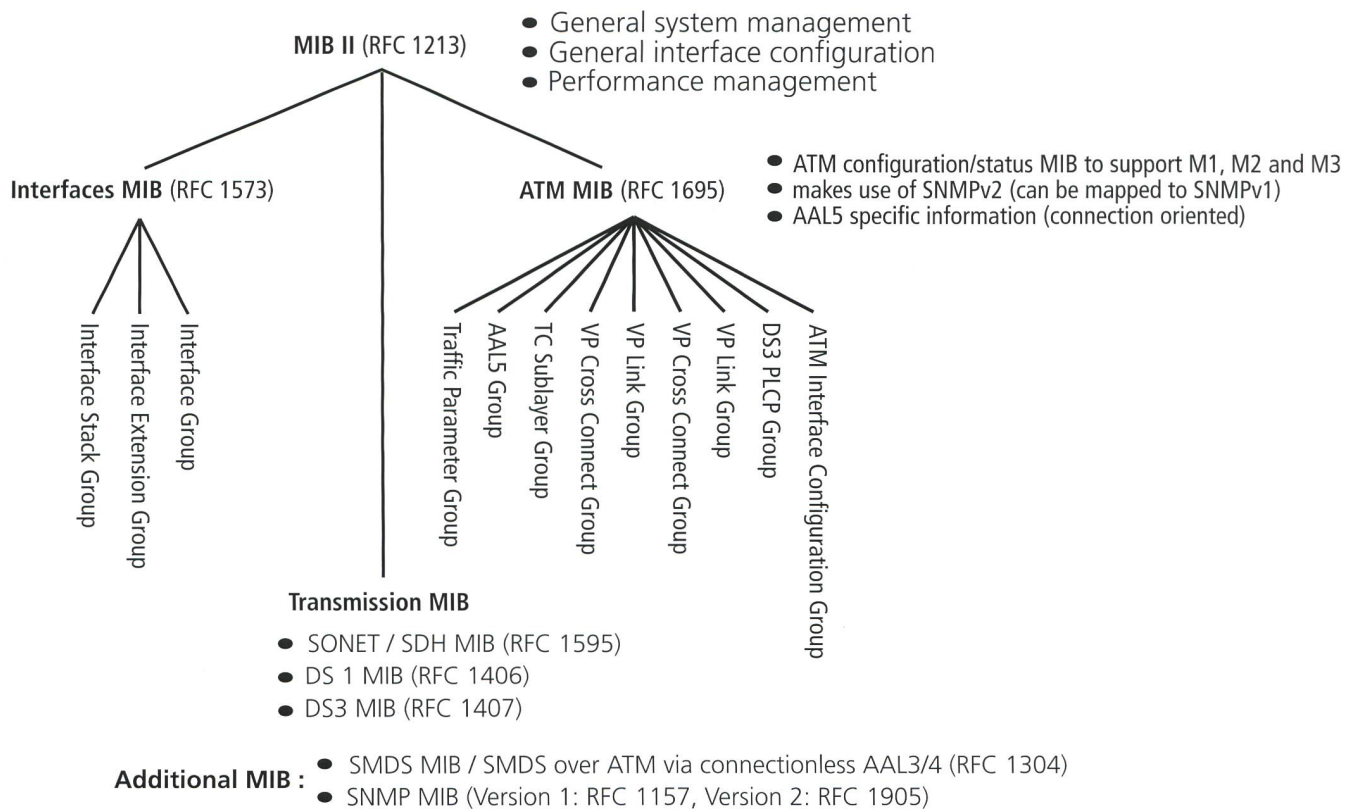 MIB II (RFC 1213)
● General system management
● General interface configuration
● Performance management
Interfaces MIB (RFC 1573)
ATM MIB (RFC 1695)
● ATM configuration/status MIB to support M1, M2 and M3
● makes use of SNMPv2 (can be mapped to SNMPv1)
● AAL5 specific information (connection oriented)
Interface Stack Group
Interface Extension Group
Interface Group
Traffic Parameter Group
AAL5 Group
TC Sublayer Group
VP Cross Connect Group
VP Link Group
VP Cross Connect Group
VP Link Group
DS3 PLCP Group
ATM Interface Configuration Group
Transmission MIB
● SONET / SDH MIB (RFC 1595)
● DS 1 MIB (RFC 1406)
● DS3 MIB (RFC 1407)
Additional MIB :
● SMDS MIB / SMDS over ATM via connectionless AAL3/4 (RFC 1304)
● SNMP MIB (Version 1: RFC 1157, Version 2: RFC 1905)